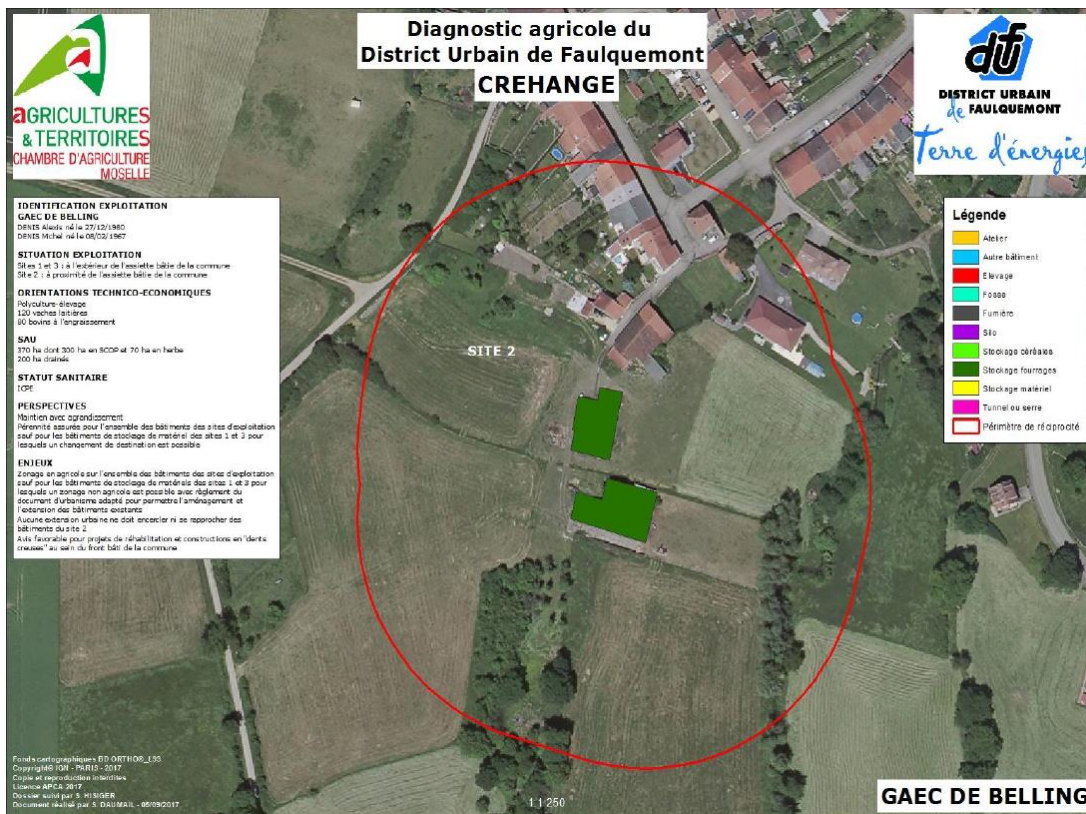 Diagnostic agricole du
District Urbain de Faulquemont
CREHANGE
aGRICULTURES
& TERRITOIRES
CHAMBRE D'AGRICULTURE
MOSELLE
duf
DISTRICT URBAIN
de FAULQUEMONT
Terre d'énergies
IDENTIFICATION EXPLOITATION
GAEC DE BELLING
DENIS Alexis né le 27/12/1980
DENIS Michel né le 08/02/1967
SITUATION EXPLOITATION
Sites 1 et 3 : à l'extérieur de l'assiette bâtie de la commune
Site 2 : à proximité de l'assiette bâtie de la commune
ORIENTATIONS TECHNICO-ECONOMIQUES
Polyculture-élevage
120 vaches laitières
80 bovins à l'engraissement
SAU
370 ha dont 300 ha en SCOP et 70 ha en herbe
200 ha drainés
STATUT SANITAIRE
ICPE
PERSPECTIVES
Maintien avec agrandissement
Pérennité assurée pour l'ensemble des bâtiments des sites d'exploitation
sauf pour les bâtiments de stockage de matériel des sites 1 et 3 pour
lesquels un changement de destination est possible
ENJEUX
Zonage en agricole sur l'ensemble des bâtiments des sites d'exploitation
sauf pour les bâtiments de stockage de matériels des sites 1 et 3 pour
lesquels un zonage non agricole est possible avec règlement du
document d'urbanisme adapté pour permettre l'aménagement et
l'extension des bâtiments existants
Aucune extension urbaine ne doit encercler ni se rapprocher des
bâtiments du site 2
Avis favorable pour projets de réhabilitation et constructions en "dents
creuses" au sein du front bâti de la commune
SITE 2
Légende
Atelier
Autre bâtiment
Elevage
Fosse
Fumière
Silo
Stockage céréales
Stockage fourrages
Stockage matériel
Tunnel ou serre
Périmètre de réciprocité
Fonds cartographiques BD ORTHO®_L93
Copyright© IGN - PARIS - 2017
Copie et reproduction interdites
Licence APCA 2017
Dossier suivi par S. HISIGER
Document réalisé par S. DAUMAIL - 05/09/2017
1:1 250
GAEC DE BELLING